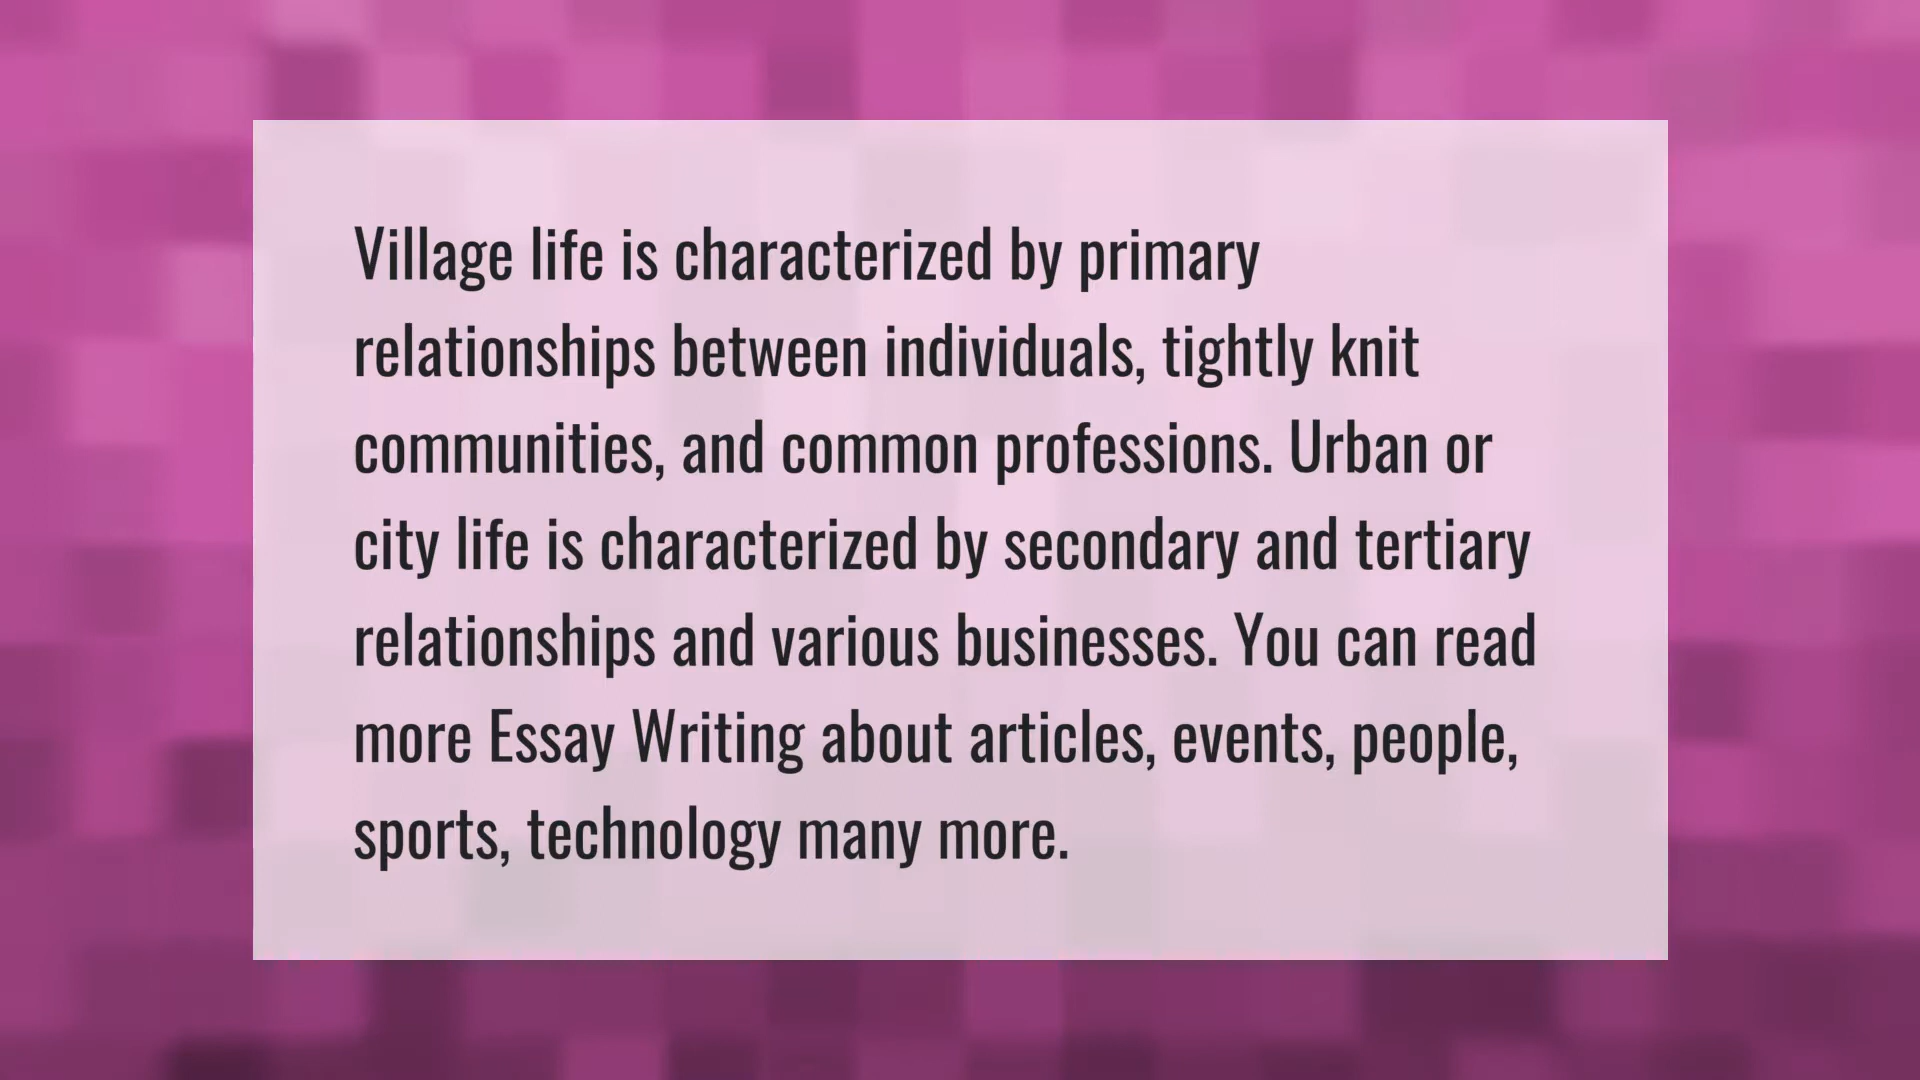 Village life is characterized by primary
relationships between individuals, tightly knit
communities, and common professions. Urban or
city life is characterized by secondary and tertiary
relationships and various businesses. You can read
more Essay Writing about articles, events, people,
sports, technology many more.